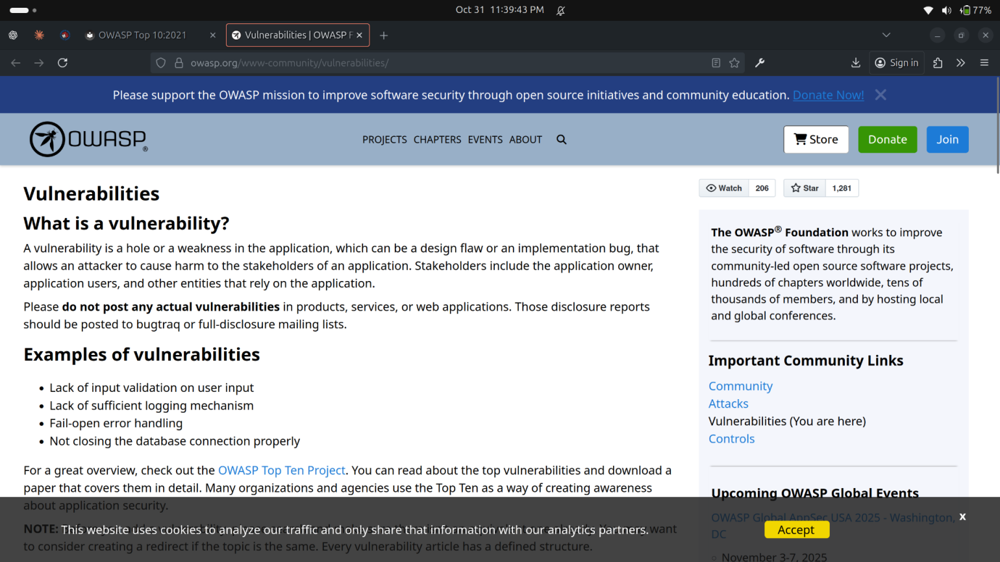 Oct 31 11:39:43 PM
77%
OWASP Top 10:2021
Vulnerabilities | OWASP F
owasp.org/www-community/vulnerabilities/
Sign in
Please support the OWASP mission to improve software security through open source initiatives and community education. Donate Now!
OWASP®
PROJECTS CHAPTERS EVENTS ABOUT
Store
Donate
Join
Vulnerabilities
What is a vulnerability?
A vulnerability is a hole or a weakness in the application, which can be a design flaw or an implementation bug, that
allows an attacker to cause harm to the stakeholders of an application. Stakeholders include the application owner,
application users, and other entities that rely on the application.
Please do not post any actual vulnerabilities in products, services, or web applications. Those disclosure reports
should be posted to bugtraq or full-disclosure mailing lists.
Examples of vulnerabilities
• Lack of input validation on user input
• Lack of sufficient logging mechanism
• Fail-open error handling
• Not closing the database connection properly
For a great overview, check out the OWASP Top Ten Project. You can read about the top vulnerabilities and download a
paper that covers them in detail. Many organizations and agencies use the Top Ten as a way of creating awareness
about application security.
NOTE: want
to consider creating a redirect if the topic is the same. Every vulnerability article has a defined structure.
Watch 206
Star 1,281
The OWASP® Foundation works to improve
the security of software through its
community-led open source software projects,
hundreds of chapters worldwide, tens of
thousands of members, and by hosting local
and global conferences.
Important Community Links
Community
Attacks
Vulnerabilities (You are here)
Controls
Upcoming OWASP Global Events
OWASP Global AppSec USA 2025 - Washington,
DC
November 3-7, 2025
This website uses cookies to analyze our traffic and only share that information with our analytics partners.
Accept
x